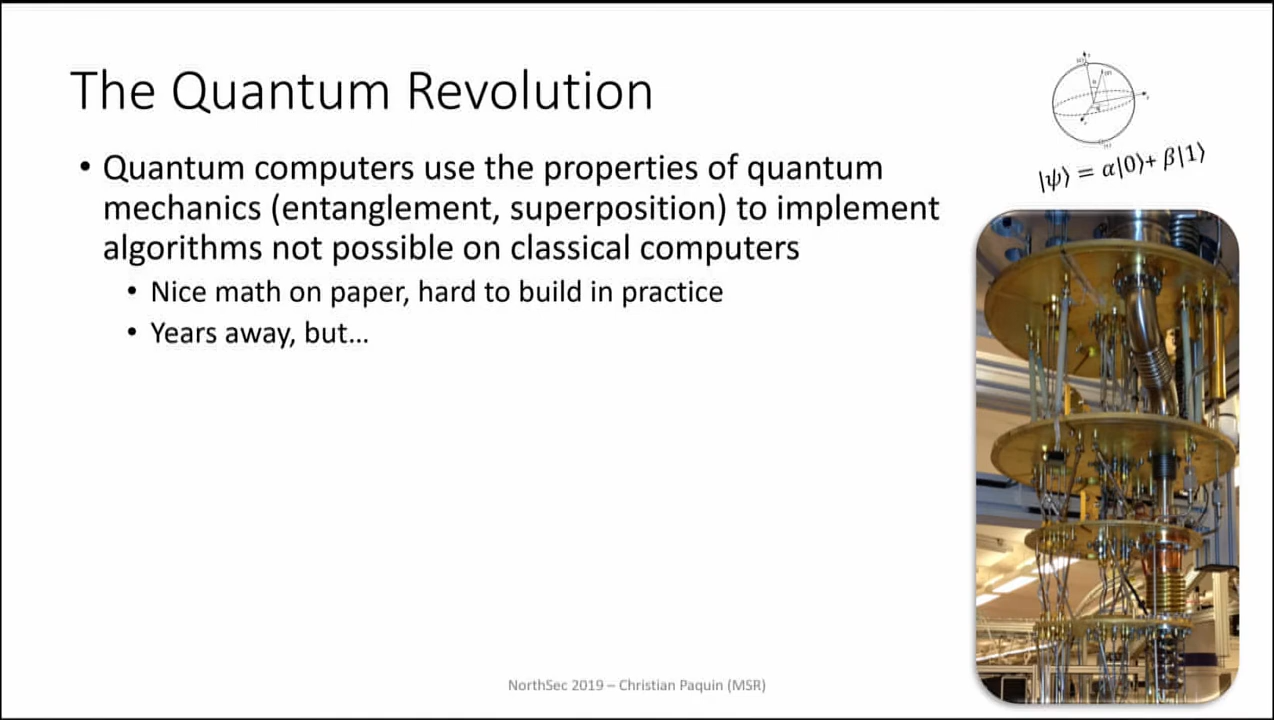 The Quantum Revolution
• Quantum computers use the properties of quantum
mechanics (entanglement, superposition) to implement
algorithms not possible on classical computers
• Nice math on paper, hard to build in practice
• Years away, but...
|ψ⟩ = α|0⟩+ β|1⟩
NorthSec 2019 – Christian Paquin (MSR)